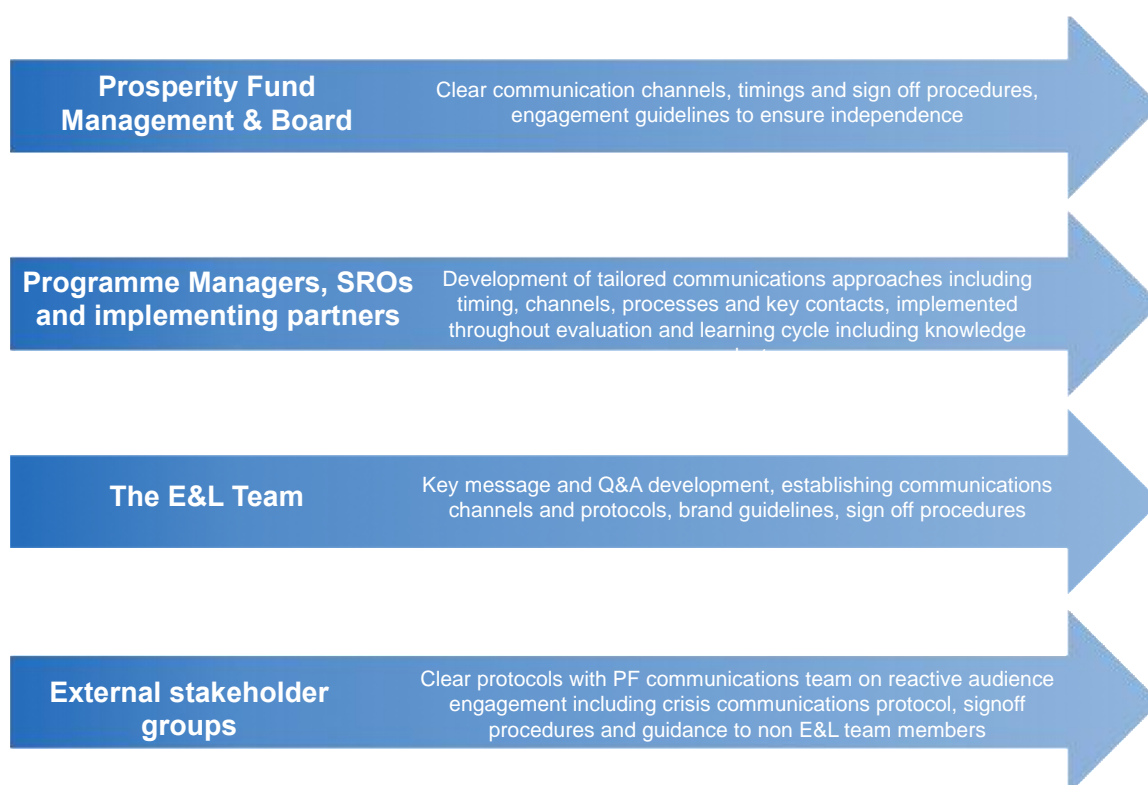 Prosperity Fund
Management & Board
Clear communication channels, timings and sign off procedures,
engagement guidelines to ensure independence
Programme Managers, SROs
and implementing partners
Development of tailored communications approaches including
timing, channels, processes and key contacts, implemented
throughout evaluation and learning cycle including knowledge
The E&L Team
Key message and Q&A development, establishing communications
channels and protocols, brand guidelines, sign off procedures
External stakeholder
groups
Clear protocols with PF communications team on reactive audience
engagement including crisis communications protocol, signoff
procedures and guidance to non E&L team members